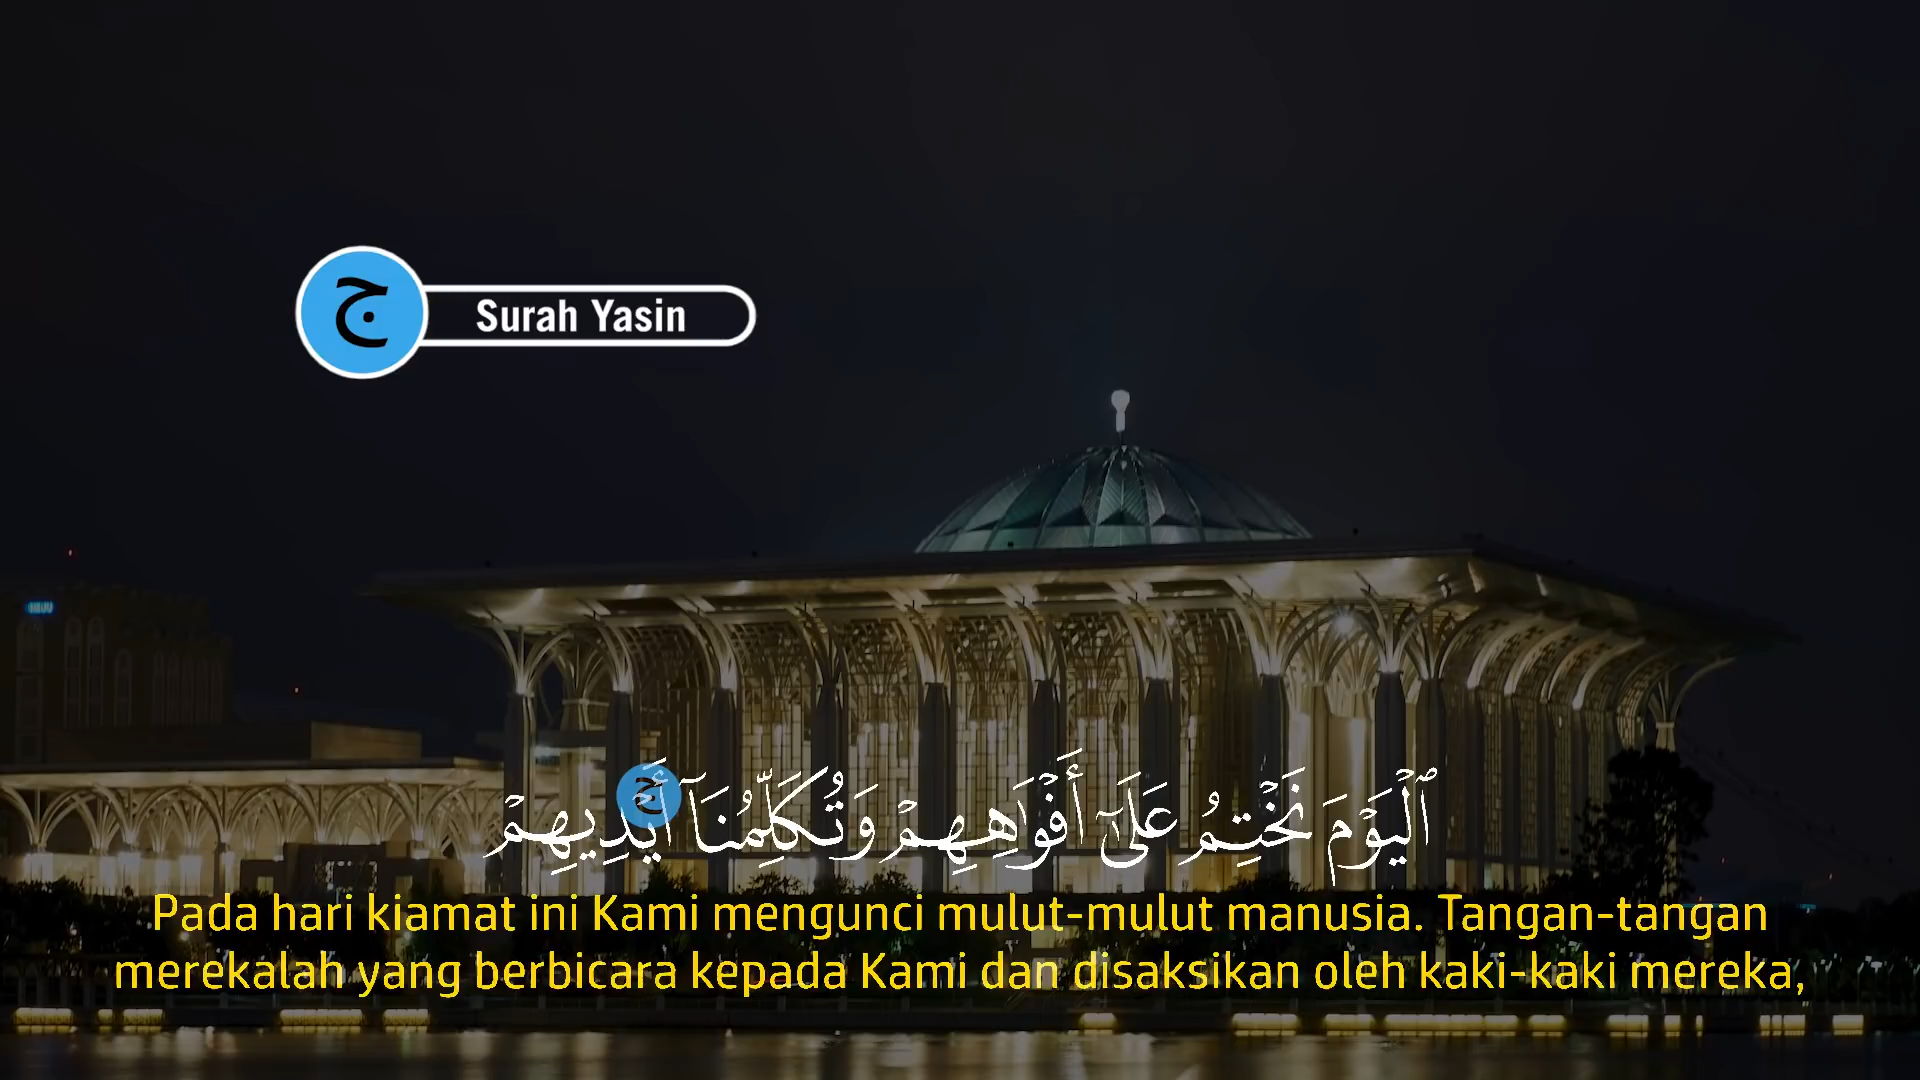 ج
Surah Yasin
ٱلْيَوْمَ نَخْتِمُ عَلَىٰٓ أَفْوَٰهِهِمْ وَتُكَلِّمُنَآ أَيْدِيهِمْ
ج
Pada hari kiamat ini Kami mengunci mulut-mulut manusia. Tangan-tangan
merekalah yang berbicara kepada Kami dan disaksikan oleh kaki-kaki mereka,